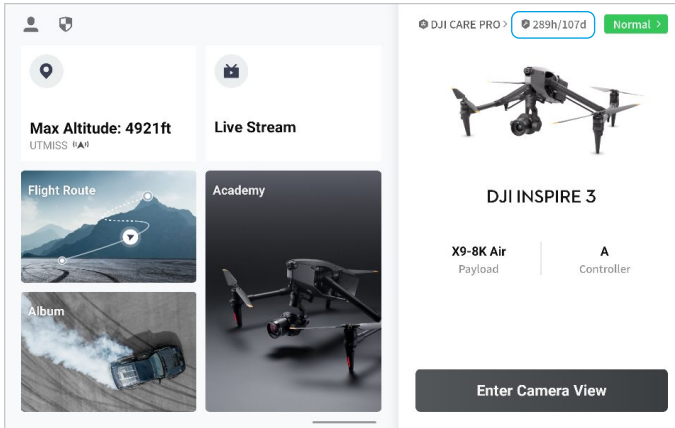 DJI CARE PRO > 289h/107d Normal >
Max Altitude: 4921ft
UTMISS
Live Stream
Flight Route
Academy
Album
DJI INSPIRE 3
X9-8K Air
Payload
A
Controller
Enter Camera View